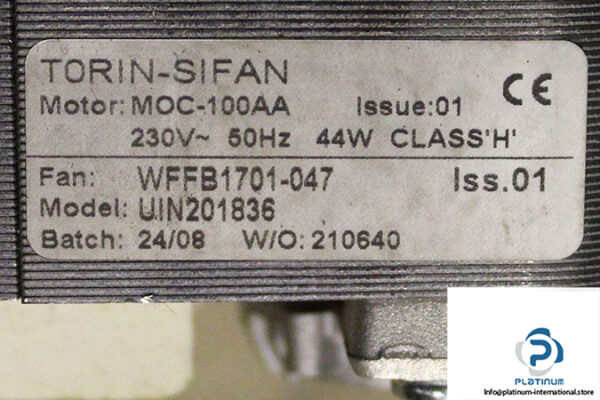 TORIN-SIFAN
Motor: MOC-100AA Issue:01 CE
230V~ 50Hz 44W CLASS'H'
Fan: WFFB1701-047 Iss.01
Model: UIN201836
Batch: 24/08 W/O: 210640
PLATINUM
Info@platinum-international.store